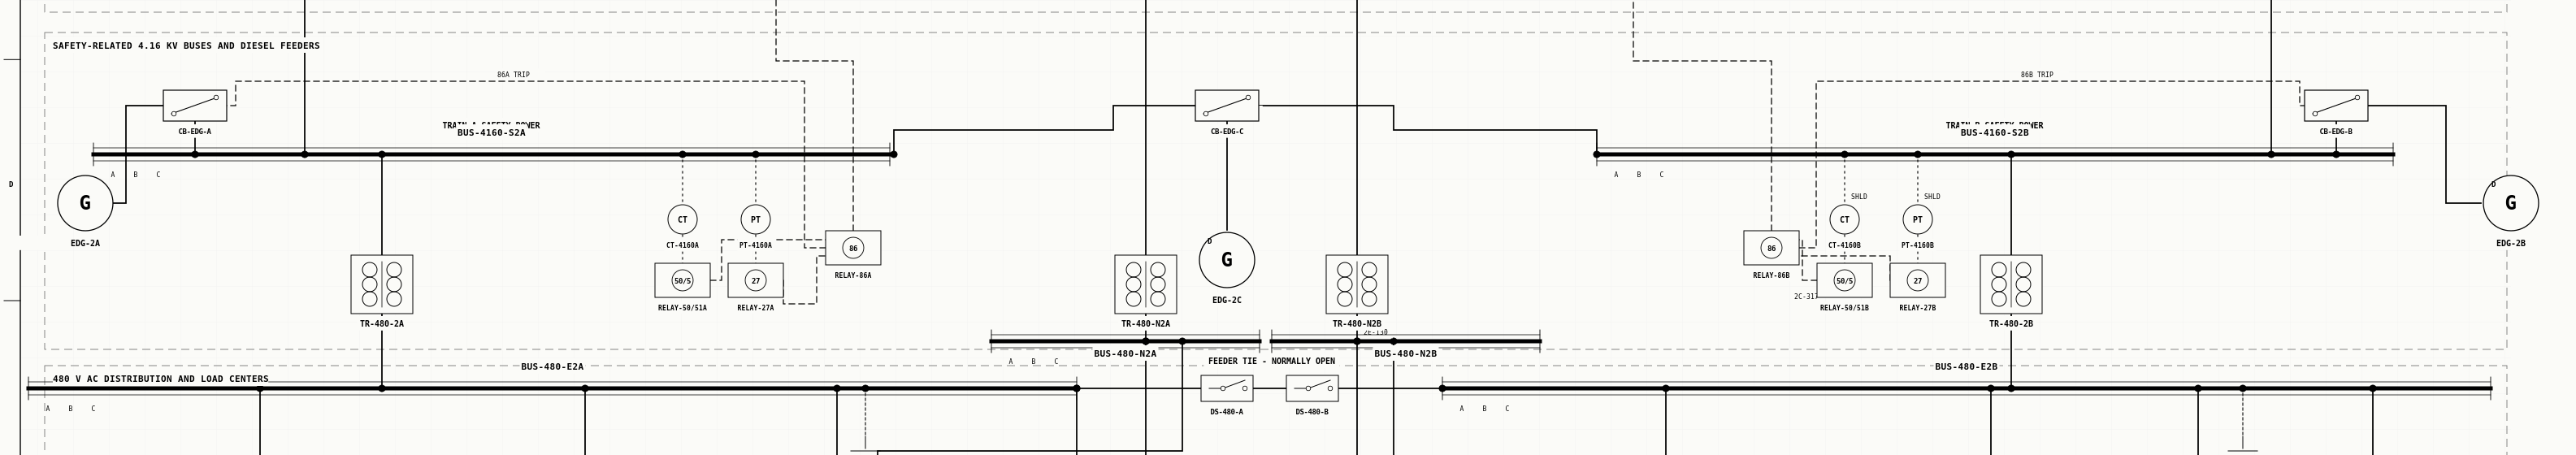 SAFETY-RELATED 4.16 KV BUSES AND DIESEL FEEDERS
86A TRIP
86B TRIP
CB-EDG-A
CB-EDG-C
CB-EDG-B
BUS-4160-S2A
BUS-4160-S2B
A B C
A B C
D
G
EDG-2A
CT
PT
CT-4160A
PT-4160A
86
RELAY-86A
50/5
27
RELAY-50/51A
RELAY-27A
D
G
EDG-2C
SHLD
SHLD
CT
PT
CT-4160B
PT-4160B
86
RELAY-86B
50/5
27
RELAY-50/51B
RELAY-27B
D
G
EDG-2B
TR-480-2A
TR-480-N2A
TR-480-N2B
TR-480-2B
BUS-480-N2A
BUS-480-N2B
A B C
FEEDER TIE - NORMALLY OPEN
BUS-480-E2A
BUS-480-E2B
480 V AC DISTRIBUTION AND LOAD CENTERS
A B C
DS-480-A
DS-480-B
A B C